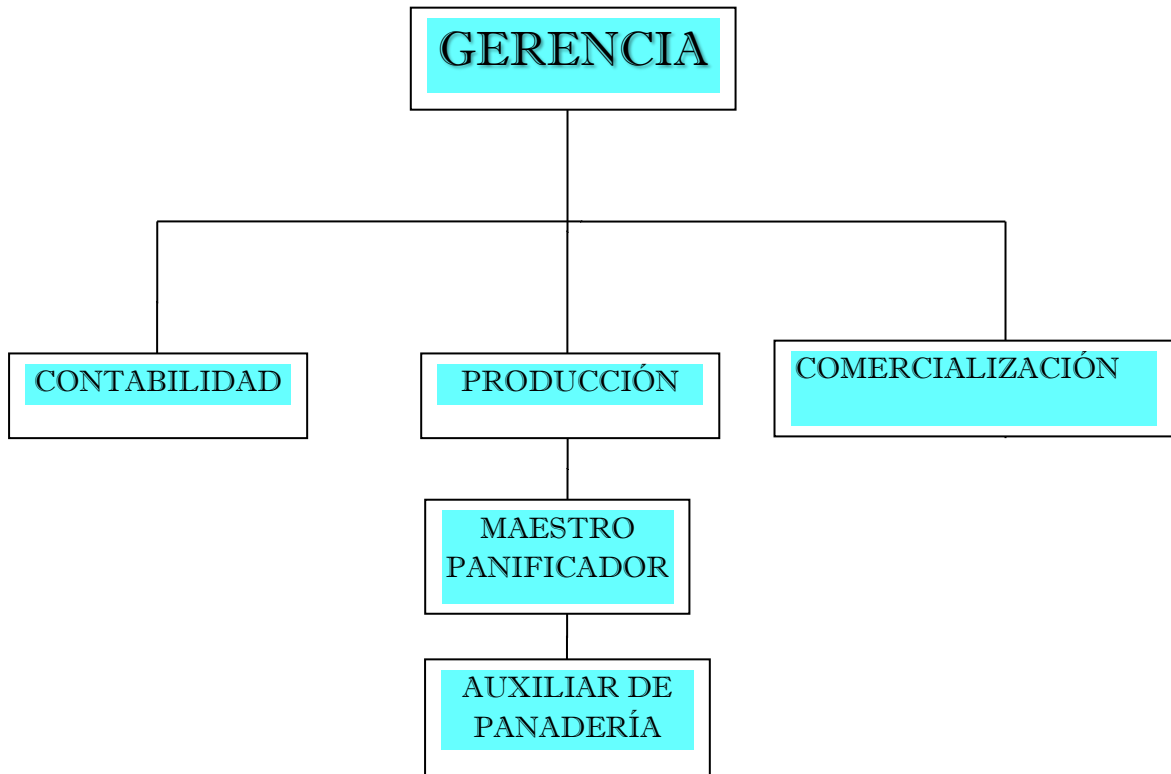 GERENCIA
CONTABILIDAD
PRODUCCIÓN
COMERCIALIZACIÓN
MAESTRO
PANIFICADOR
AUXILIAR DE
PANADERÍA